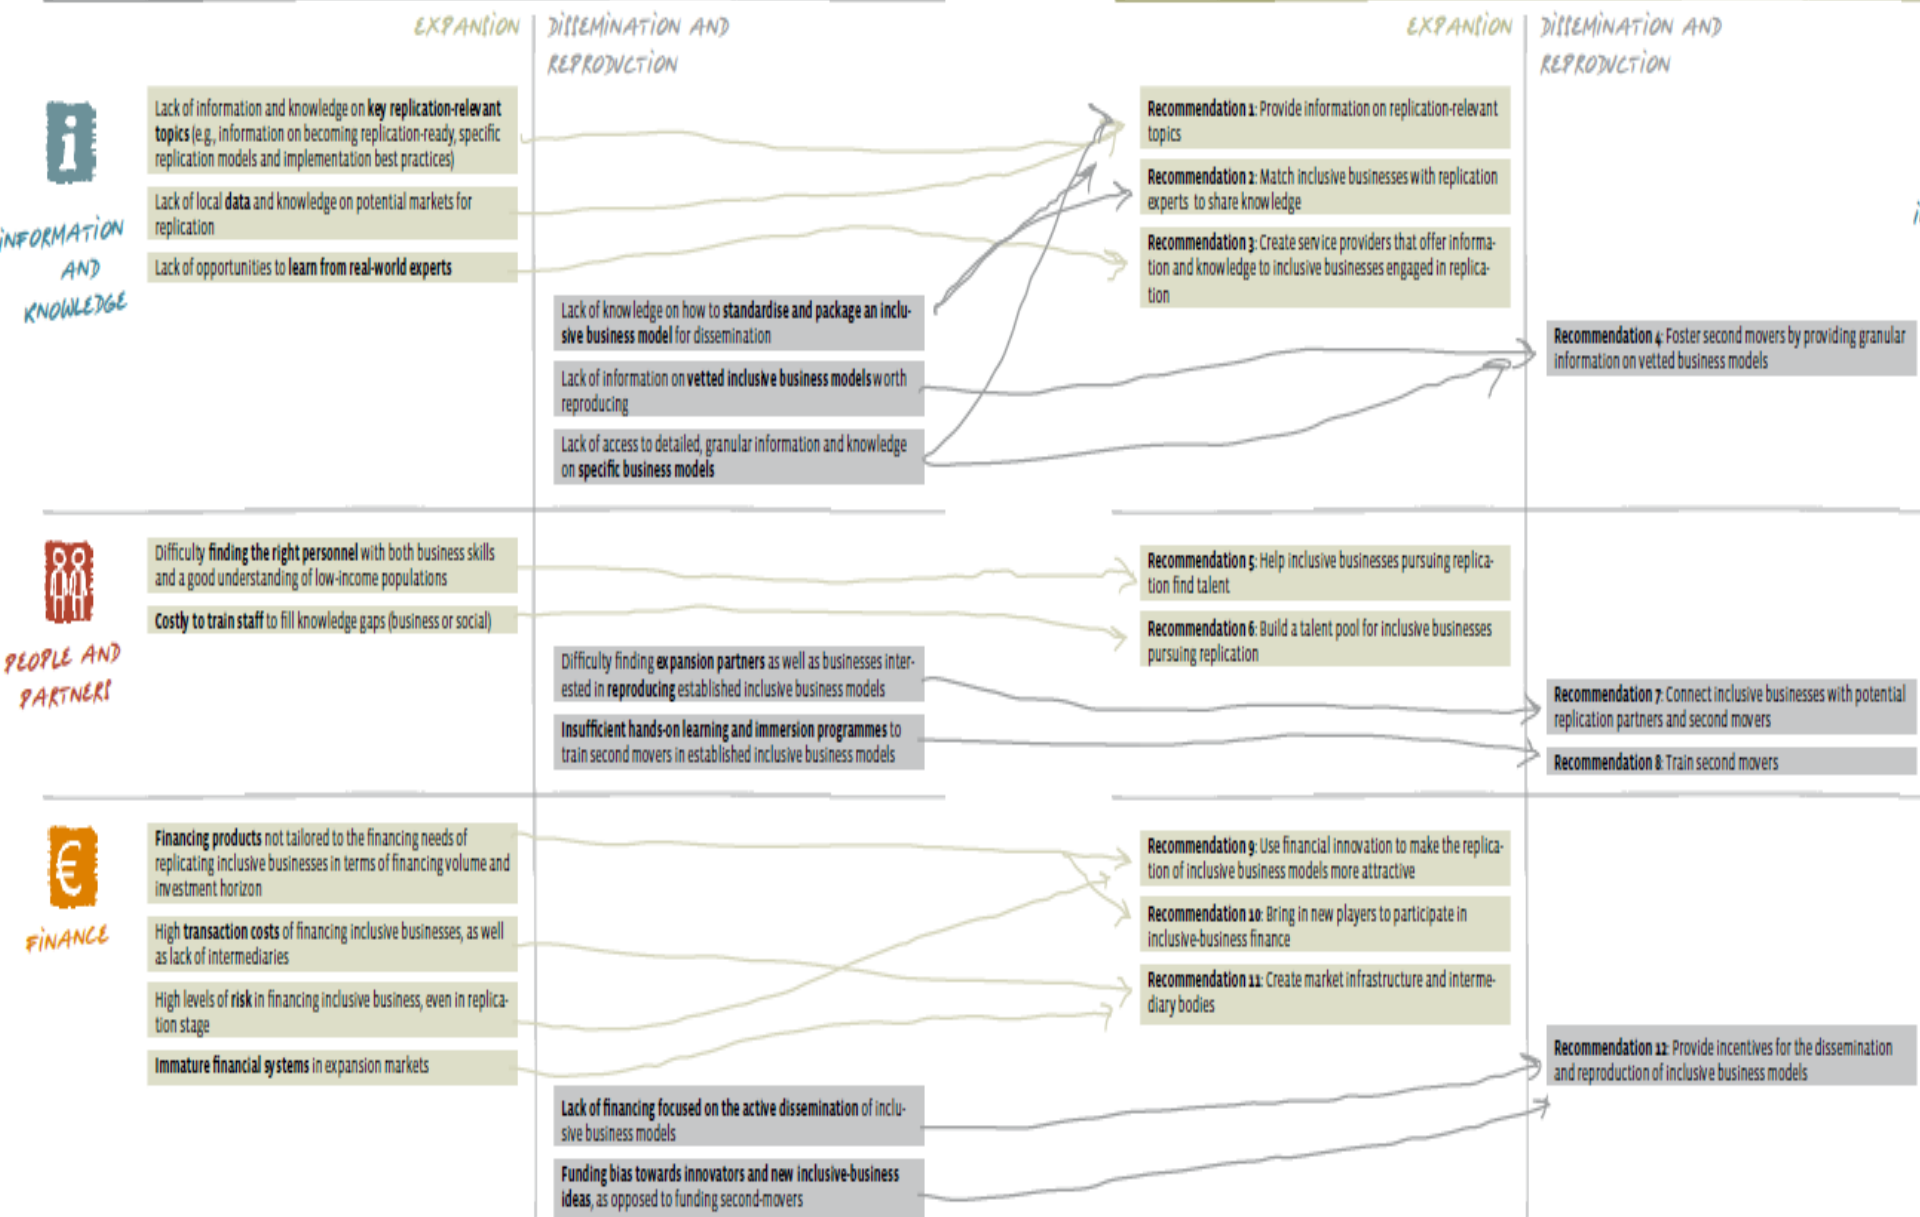 EXPANSION
DISSEMINATION AND
REPRODUCTION
EXPANSION
DISSEMINATION AND
REPRODUCTION
INFORMATION
AND
KNOWLEDGE
Lack of information and knowledge on key replication-relevant
topics (e.g., information on becoming replication-ready, specific
replication models and implementation best practices)
Lack of local data and knowledge on potential markets for
replication
Lack of opportunities to learn from real-world experts
Lack of knowledge on how to standardise and package an inclu-
sive business model for dissemination
Lack of information on vetted inclusive business models worth
reproducing
Lack of access to detailed, granular information and knowledge
on specific business models
Recommendation 1: Provide information on replication-relevant
topics
Recommendation 2: Match inclusive businesses with replication
experts to share knowledge
Recommendation 3: Create service providers that offer informa-
tion and knowledge to inclusive businesses engaged in replica-
tion
Recommendation 4: Foster second movers by providing granular
information on vetted business models
PEOPLE AND
PARTNERS
Difficulty finding the right personnel with both business skills
and a good understanding of low-income populations
Costly to train staff to fill knowledge gaps (business or social)
Difficulty finding expansion partners as well as businesses inter-
ested in reproducing established inclusive business models
Insufficient hands-on learning and immersion programmes to
train second movers in established inclusive business models
Recommendation 5: Help inclusive businesses pursuing replica-
tion find talent
Recommendation 6: Build a talent pool for inclusive businesses
pursuing replication
Recommendation 7: Connect inclusive businesses with potential
replication partners and second movers
Recommendation 8: Train second movers
€
FINANCE
Financing products not tailored to the financing needs of
replicating inclusive businesses in terms of financing volume and
investment horizon
High transaction costs of financing inclusive businesses, as well
as lack of intermediaries
High levels of risk in financing inclusive business, even in replica-
tion stage
Immature financial systems in expansion markets
Lack of financing focused on the active dissemination of inclu-
sive business models
Funding bias towards innovators and new inclusive-business
ideas, as opposed to funding second-movers
Recommendation 9: Use financial innovation to make the replica-
tion of inclusive business models more attractive
Recommendation 10: Bring in new players to participate in
inclusive-business finance
Recommendation 11: Create market infrastructure and interme-
diary bodies
Recommendation 12: Provide incentives for the dissemination
and reproduction of inclusive business models